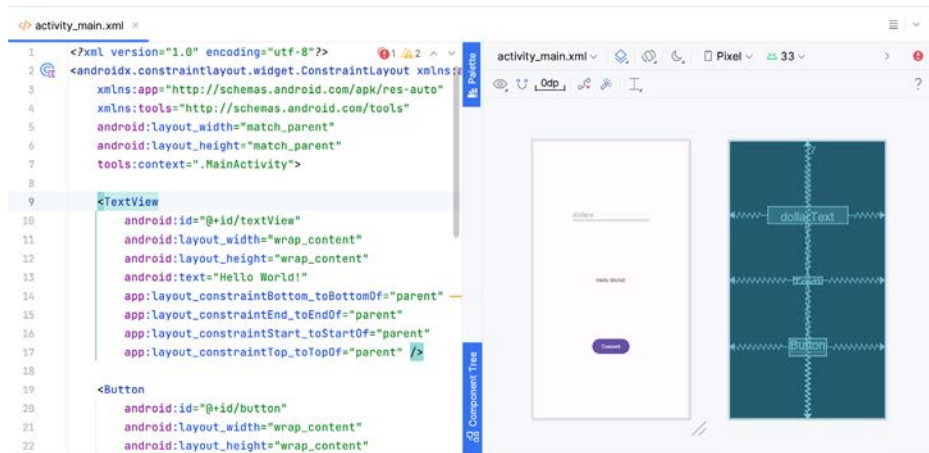 activity_main.xml
1 <?xml version="1.0" encoding="utf-8"?> 1 2
2 <androidx.constraintlayout.widget.ConstraintLayout xmlns:a
3 xmlns:app="http://schemas.android.com/apk/res-auto"
4 xmlns:tools="http://schemas.android.com/tools"
5 android:layout_width="match_parent"
6 android:layout_height="match_parent"
7 tools:context=".MainActivity">
8
9 <TextView
10 android:id="@+id/textView"
11 android:layout_width="wrap_content"
12 android:layout_height="wrap_content"
13 android:text="Hello World!"
14 app:layout_constraintBottom_toBottomOf="parent"
15 app:layout_constraintEnd_toEndOf="parent"
16 app:layout_constraintStart_toStartOf="parent"
17 app:layout_constraintTop_toTopOf="parent" />
18
19 <Button
20 android:id="@+id/button"
21 android:layout_width="wrap_content"
22 android:layout_height="wrap_content"
Palette
Component Tree
activity_main.xml Pixel 33
0dp ?
dollars
Hello World!
Convert
dollarText
Button